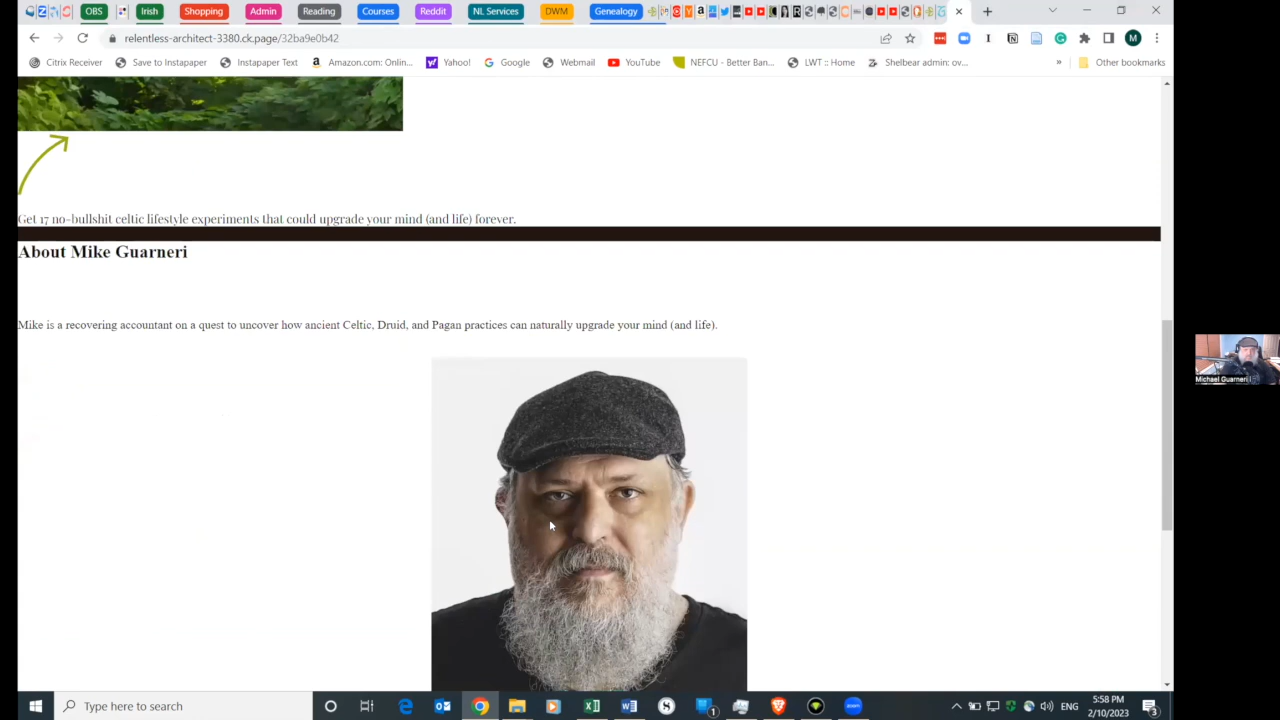 OBS Irish Shopping Admin Reading Courses Reddit NL Services DWM Genealogy
relentless-architect-3380.ck.page/32ba9e0b42
M
Citrix Receiver Save to Instapaper Instapaper Text Amazon.com: Onlin... Yahoo! Google Webmail YouTube NEFCU - Better Ban... LWT :: Home Shelbear admin: ov... » Other bookmarks
Get 17 no-bullshit celtic lifestyle experiments that could upgrade your mind (and life) forever.
About Mike Guarneri
Mike is a recovering accountant on a quest to uncover how ancient Celtic, Druid, and Pagan practices can naturally upgrade your mind (and life).
Michael Guarneri
Type here to search
zoom
1
ENG
5:58 PM
2/10/2023
3